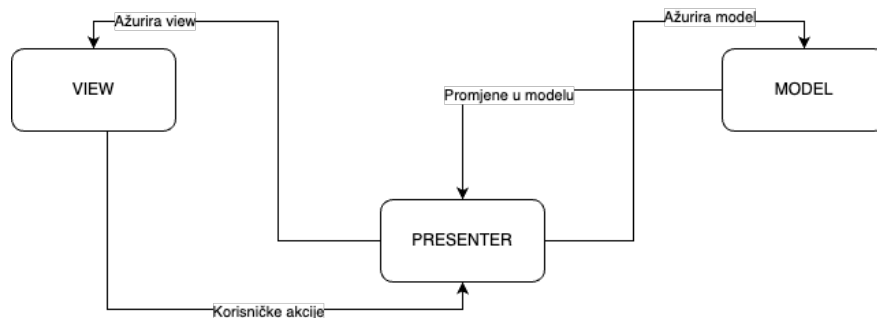 Ažurira view
Ažurira model
VIEW
Promjene u modelu
MODEL
PRESENTER
Korisničke akcije